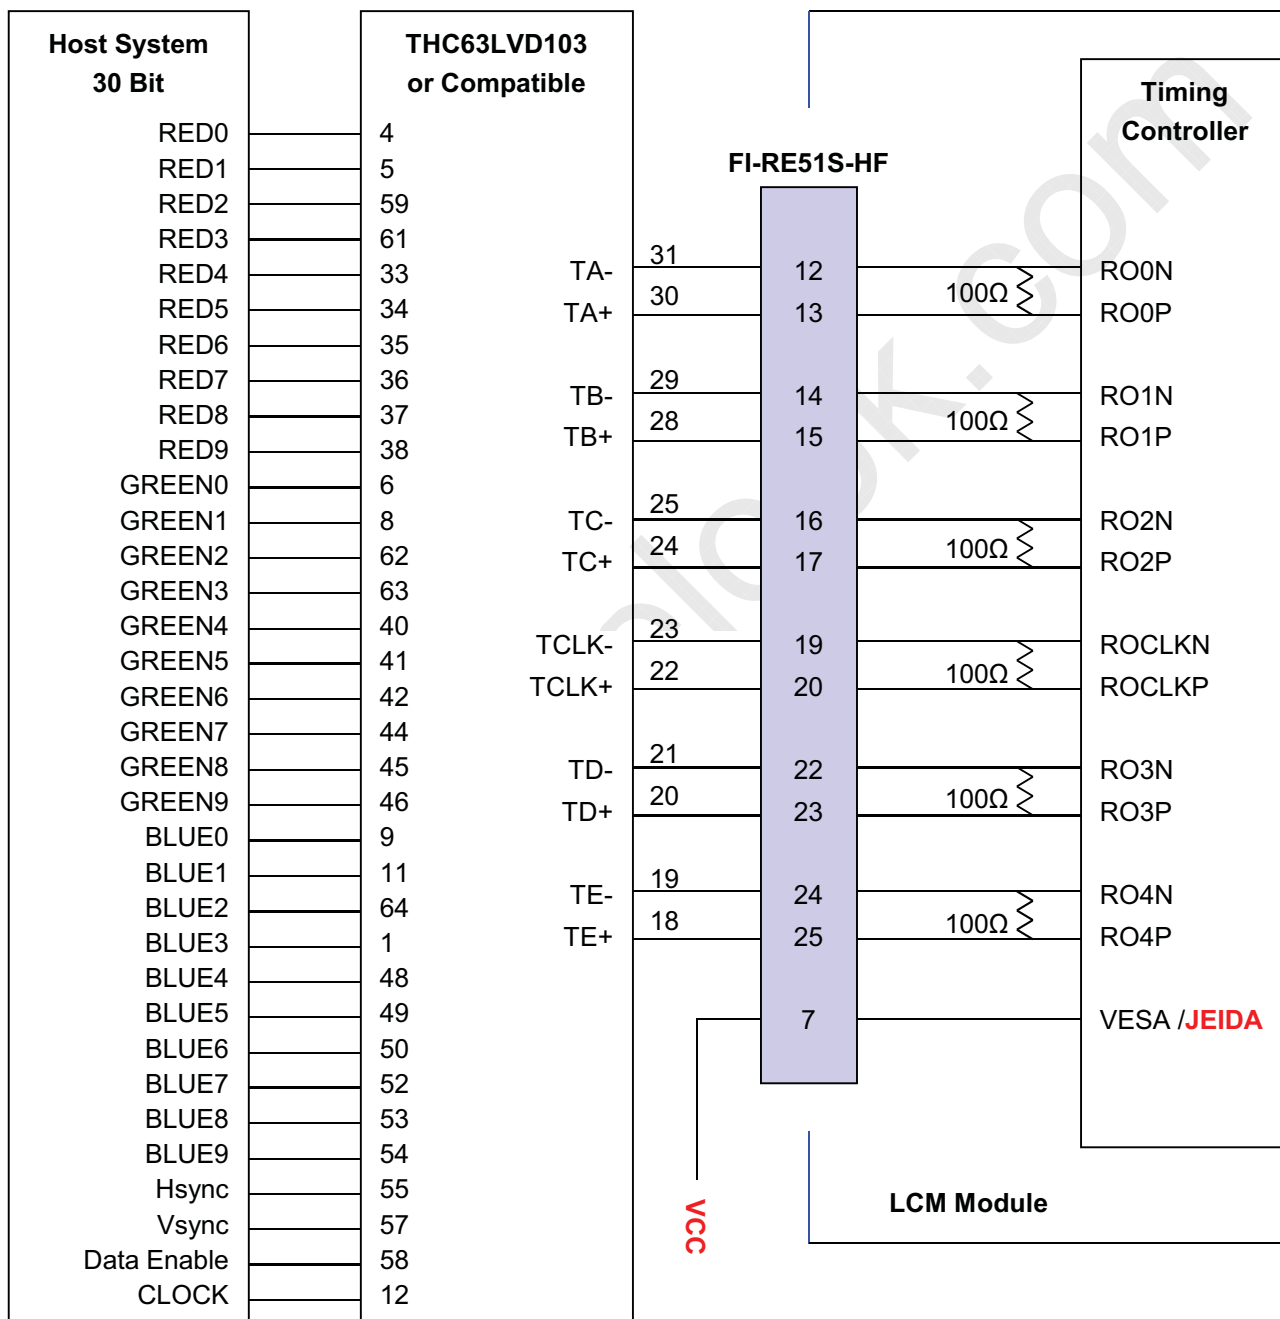 Host System
30 Bit
RED0
RED1
RED2
RED3
RED4
RED5
RED6
RED7
RED8
RED9
GREEN0
GREEN1
GREEN2
GREEN3
GREEN4
GREEN5
GREEN6
GREEN7
GREEN8
GREEN9
BLUE0
BLUE1
BLUE2
BLUE3
BLUE4
BLUE5
BLUE6
BLUE7
BLUE8
BLUE9
Hsync
Vsync
Data Enable
CLOCK
THC63LVD103
or Compatible
4
5
59
61
33
34
35
36
37
38
6
8
62
63
40
41
42
44
45
46
9
11
64
1
48
49
50
52
53
54
55
57
58
12
TA-
TA+
TB-
TB+
TC-
TC+
TCLK-
TCLK+
TD-
TD+
TE-
TE+
31
30
29
28
25
24
23
22
21
20
19
18
VCC
FI-RE51S-HF
12
13
14
15
16
17
19
20
22
23
24
25
7
100Ω
100Ω
100Ω
100Ω
100Ω
100Ω
Timing
Controller
RO0N
RO0P
RO1N
RO1P
RO2N
RO2P
ROCLKN
ROCLKP
RO3N
RO3P
RO4N
RO4P
VESA /JEIDA
LCM Module